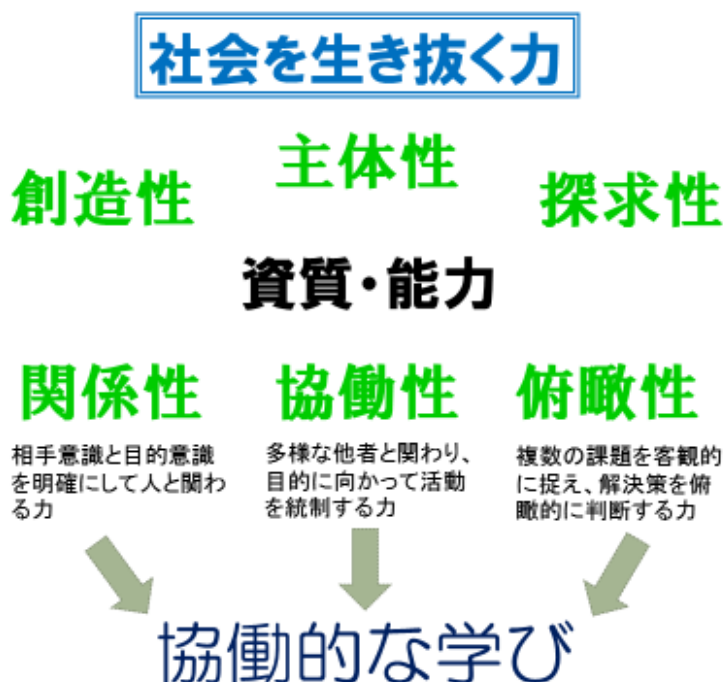 社会を生き抜く力
主体性
創造性
探求性
資質・能力
関係性
相手意識と目的意識
を明確にして人と関わ
る力
協働性
多様な他者と関わり、
目的に向かって活動
を統制する力
俯瞰性
複数の課題を客観的
に捉え、解決策を俯
瞰的に判断する力
協働的な学び